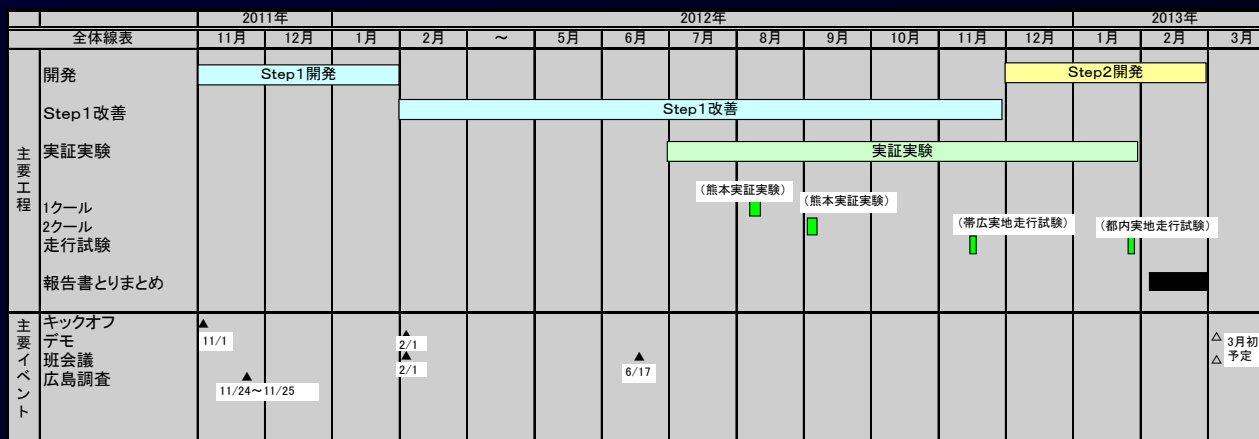 2011年 2012年 2013年
全体線表 11月 12月 1月 2月 ～ 5月 6月 7月 8月 9月 10月 11月 12月 1月 2月 3月
主要工程
開発 Step1開発 Step2開発
Step1改善 Step1改善
実証実験 実証実験
（熊本実証実験）
1クール （熊本実証実験）
2クール （帯広実地走行試験） （都内実地走行試験）
走行試験
報告書とりまとめ
主要イベント
キックオフ ▲
デモ 11/1 ▲ 2/1 △ 3月初
班会議 ▲ 2/1 ▲ 6/17 △ 予定
広島調査 ▲
11/24～11/25